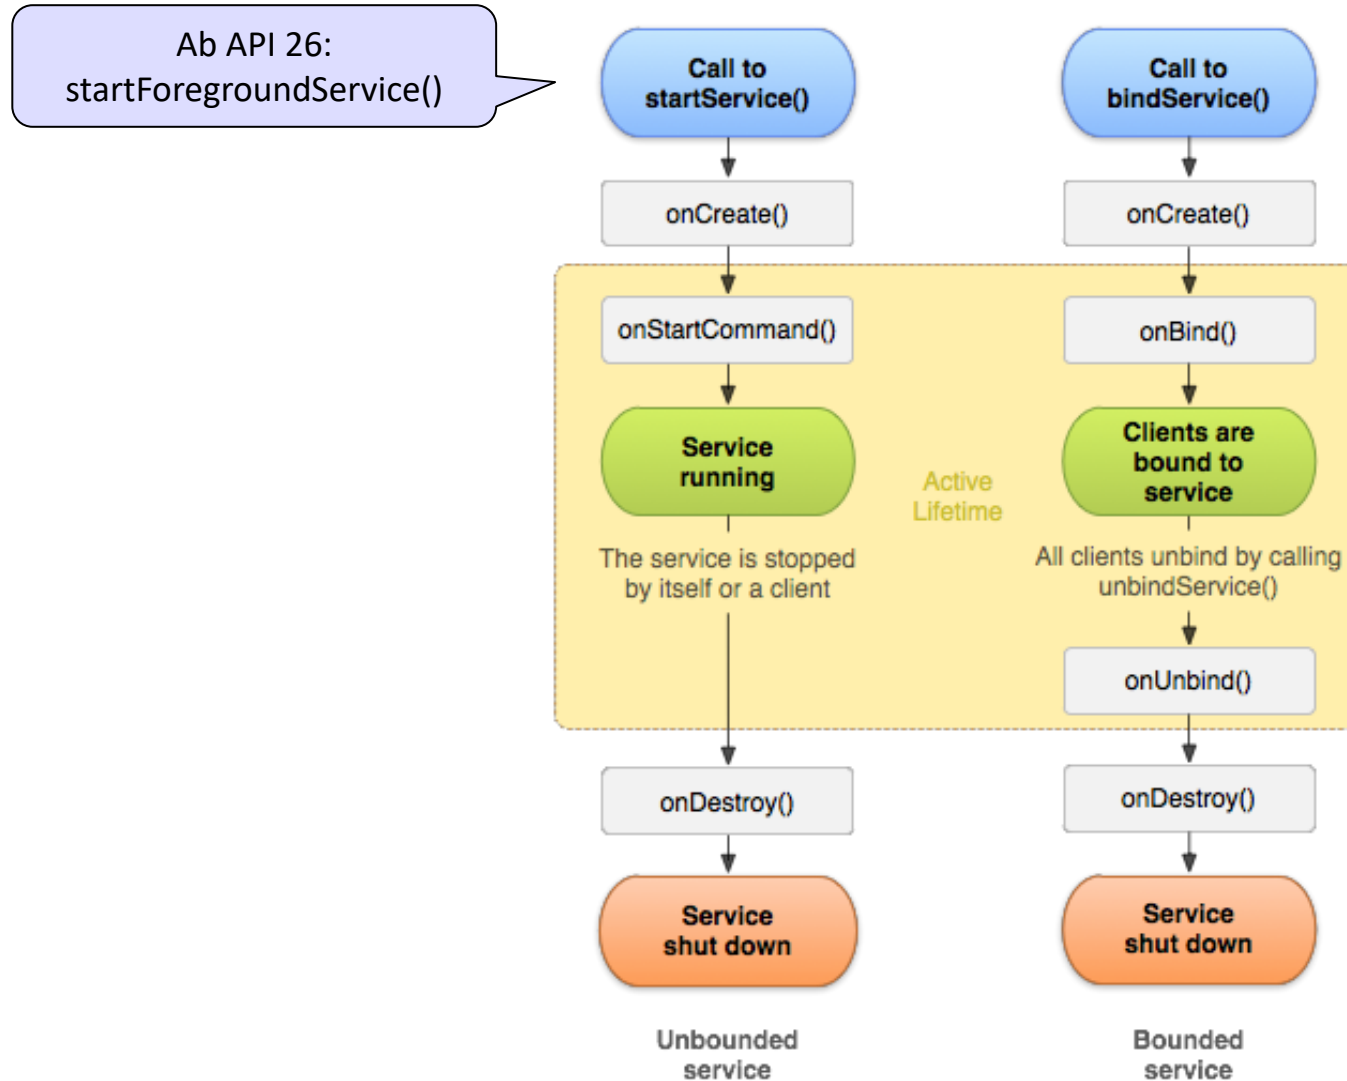 Ab API 26:
startForegroundService()
Call to
startService()
onCreate()
onStartCommand()
Service
running
The service is stopped
by itself or a client
onDestroy()
Service
shut down
Unbounded
service
Active
Lifetime
Call to
bindService()
onCreate()
onBind()
Clients are
bound to
service
All clients unbind by calling
unbindService()
onUnbind()
onDestroy()
Service
shut down
Bounded
service